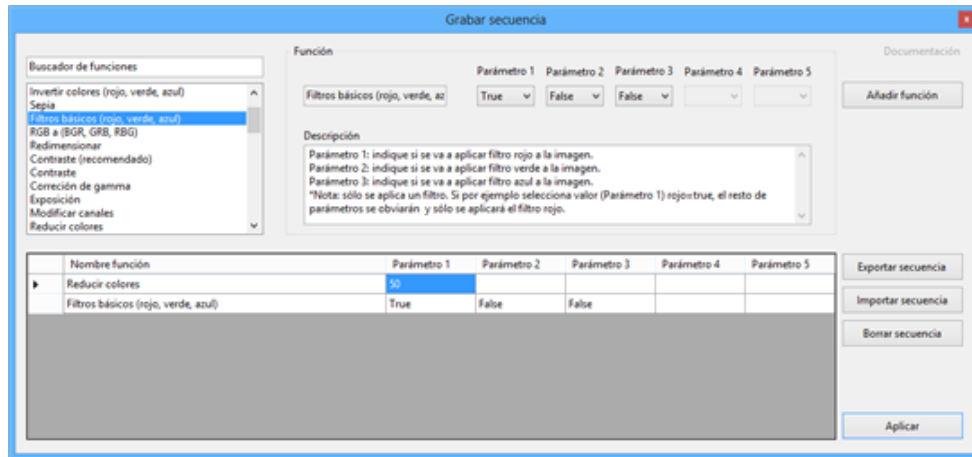 Grabar secuencia
Documentación
Buscador de funciones
Invertir colores (rojo, verde, azul)
Sepia
Filtros básicos (rojo, verde, azul)
RGB a (BGR, GRB, RBG)
Redimensionar
Contraste (recomendado)
Contraste
Correción de gamma
Exposición
Modificar canales
Reducir colores
Función
Parámetro 1 Parámetro 2 Parámetro 3 Parámetro 4 Parámetro 5
Filtros básicos (rojo, verde, az True False False
Añadir función
Descripción
Parámetro 1: indique si se va a aplicar filtro rojo a la imagen.
Parámetro 2: indique si se va a aplicar filtro verde a la imagen.
Parámetro 3: indique si se va a aplicar filtro azul a la imagen.
*Nota: sólo se aplica un filtro. Si por ejemplo selecciona valor (Parámetro 1) rojo=true, el resto de
parámetros se obviarán y sólo se aplicará el filtro rojo.
Nombre función Parámetro 1 Parámetro 2 Parámetro 3 Parámetro 4 Parámetro 5
Reducir colores 50
Filtros básicos (rojo, verde, azul) True False False
Exportar secuencia
Importar secuencia
Borrar secuencia
Aplicar